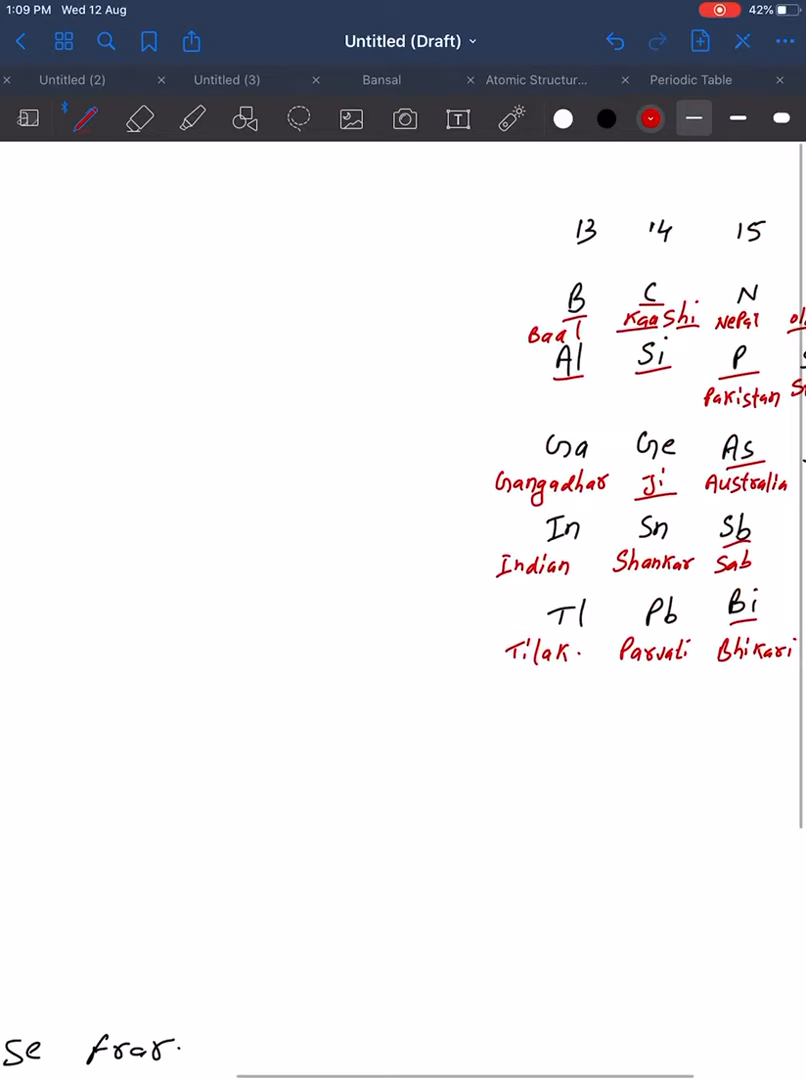 1:09 PM Wed 12 Aug 42%
Untitled (Draft)
Untitled (2) Untitled (3) Bansal Atomic Structur... Periodic Table
T
13 14 15
B C N
Baal Kaashi Nepal
Al Si P
Pakistan
Ga Ge As
Gangadhar Ji Australia
In Sn Sb
Indian Shankar Sab
Tl Pb Bi
Tilak. Parvati Bhikari
se frar.